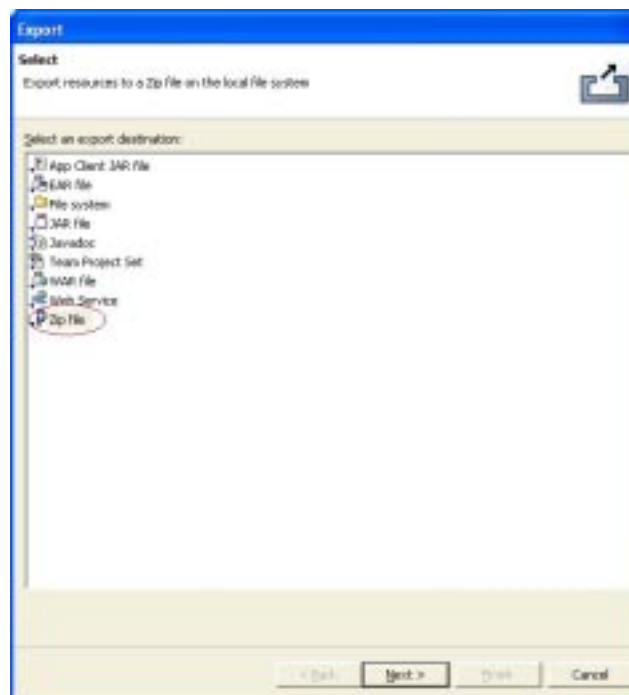 Export
Select
Export resources to a Zip file on the local file system
Select an export destination:
App Client JAR file
EAR file
File system
JAR file
Javadoc
Team Project Set
WAR file
Web Service
Zip file
< Back
Next >
Finish
Cancel